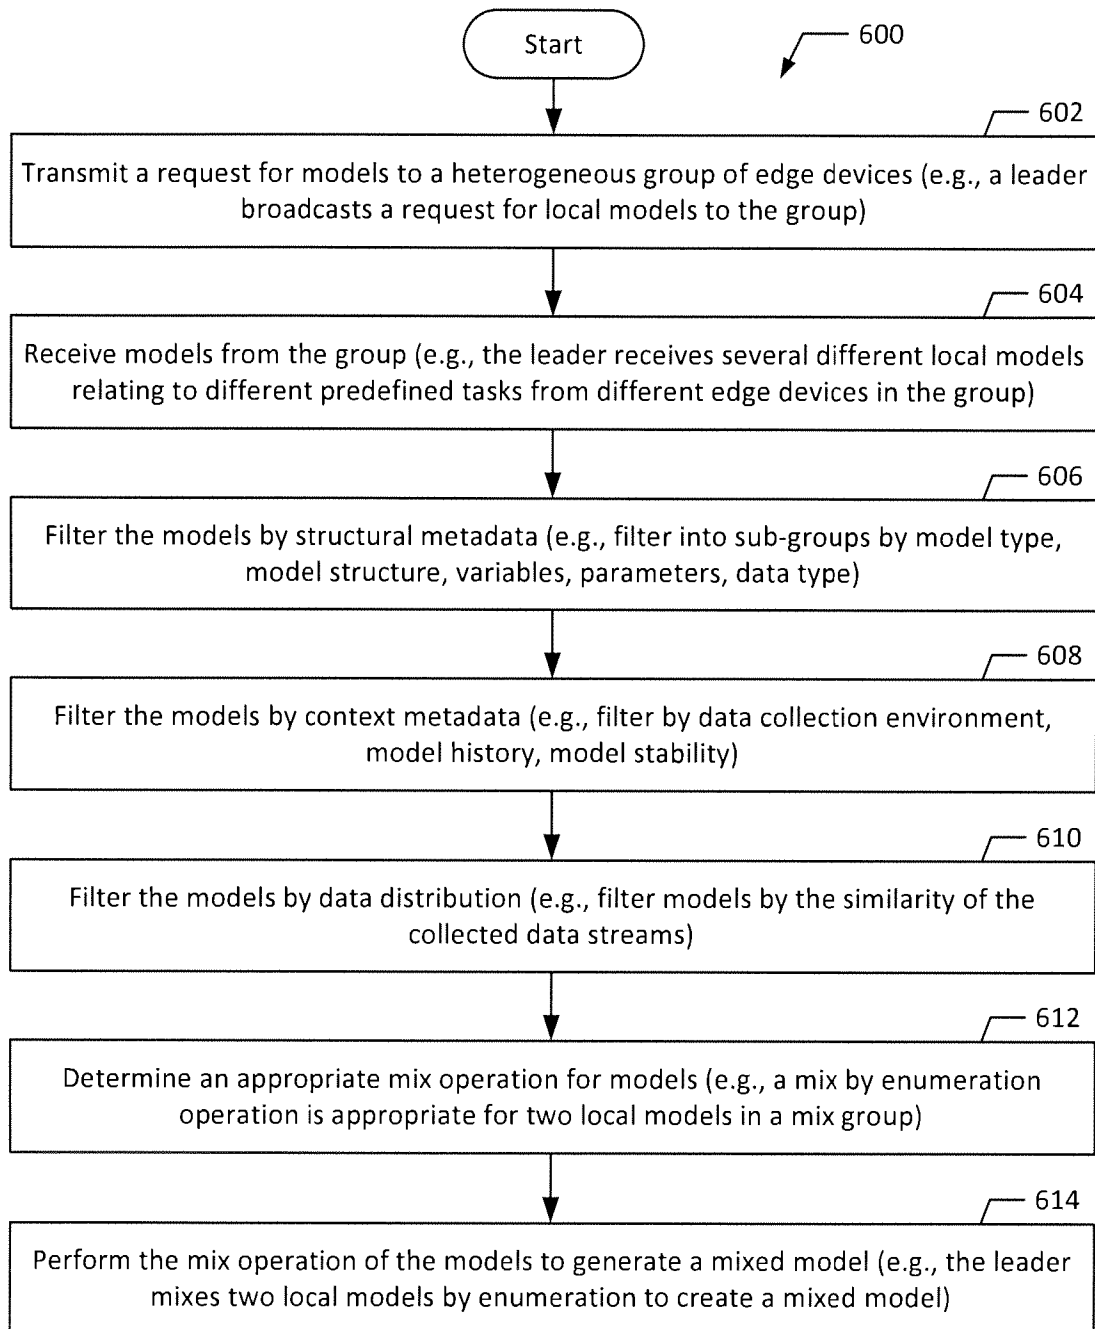 Start
600
602
Transmit a request for models to a heterogeneous group of edge devices (e.g., a leader
broadcasts a request for local models to the group)
604
Receive models from the group (e.g., the leader receives several different local models
relating to different predefined tasks from different edge devices in the group)
606
Filter the models by structural metadata (e.g., filter into sub-groups by model type,
model structure, variables, parameters, data type)
608
Filter the models by context metadata (e.g., filter by data collection environment,
model history, model stability)
610
Filter the models by data distribution (e.g., filter models by the similarity of the
collected data streams)
612
Determine an appropriate mix operation for models (e.g., a mix by enumeration
operation is appropriate for two local models in a mix group)
614
Perform the mix operation of the models to generate a mixed model (e.g., the leader
mixes two local models by enumeration to create a mixed model)